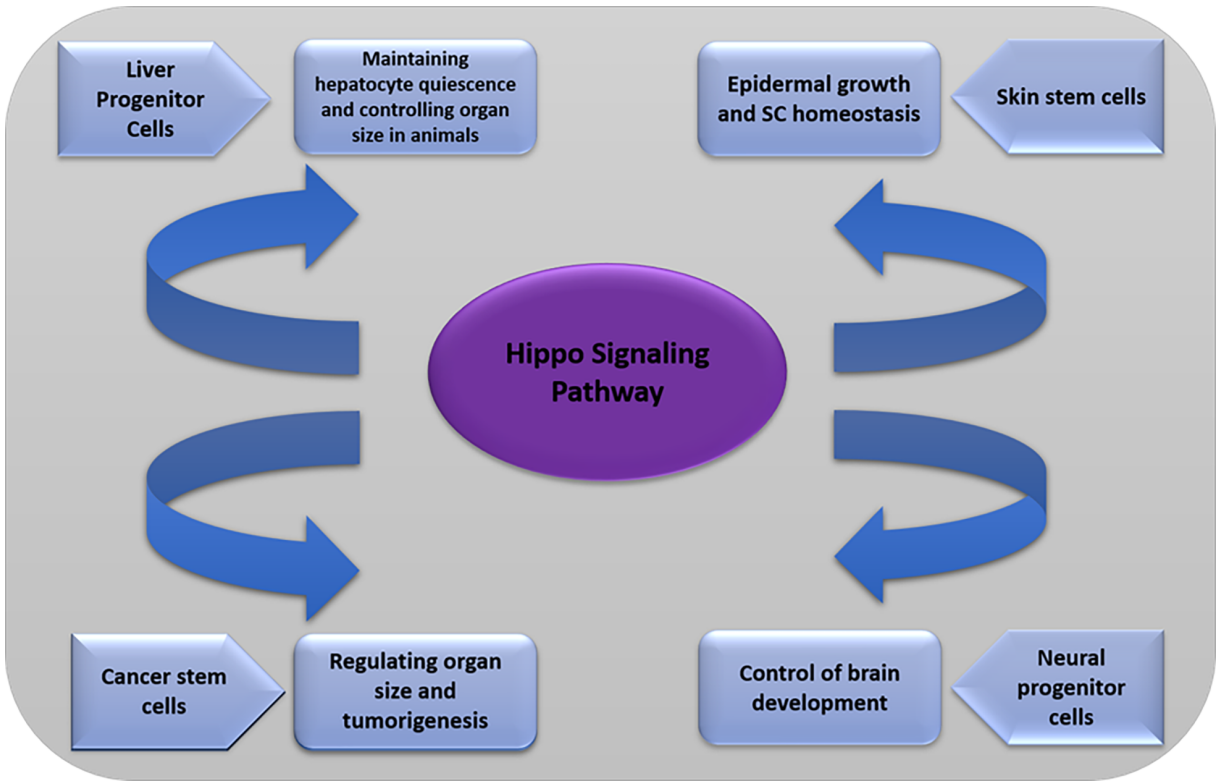 Liver
Progenitor
Cells
Maintaining
hepatocyte quiescence
and controlling organ
size in animals
Epidermal growth
and SC homeostasis
Skin stem cells
Hippo Signaling
Pathway
Cancer stem
cells
Regulating organ
size and
tumorigenesis
Control of brain
development
Neural
progenitor
cells